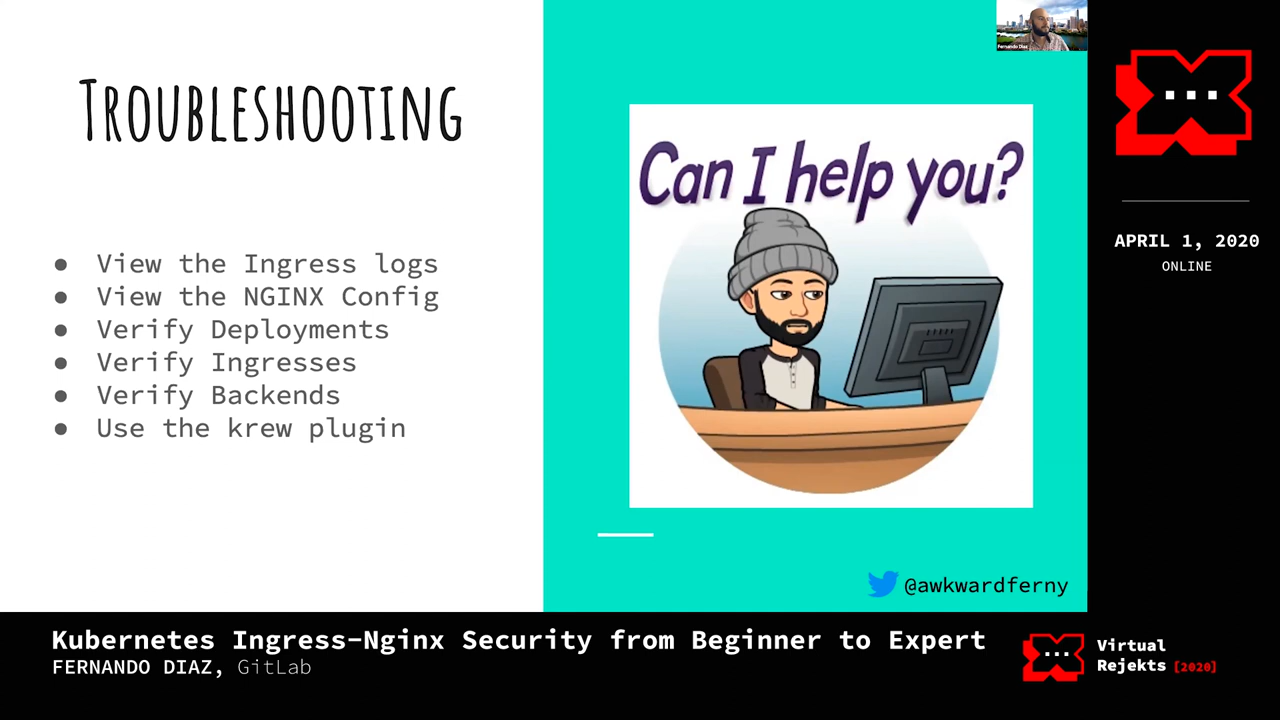 TROUBLESHOOTING
● View the Ingress logs
● View the NGINX Config
● Verify Deployments
● Verify Ingresses
● Verify Backends
● Use the krew plugin
Can I help you?
@awkwardferny
Fernando Diaz
APRIL 1, 2020
ONLINE
Kubernetes Ingress-Nginx Security from Beginner to Expert
FERNANDO DIAZ, GitLab
Virtual
Rejekts [2020]